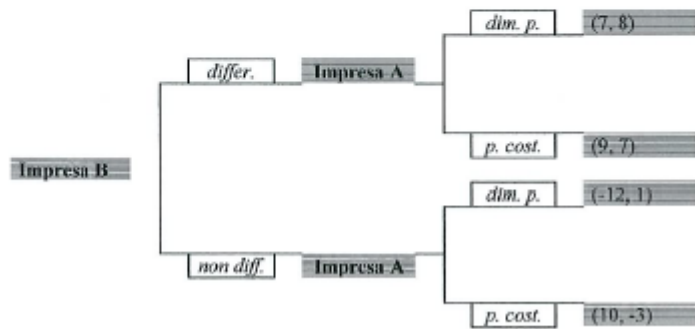 dim. p. (7, 8)
differ. Impresa A
p. cost. (9, 7)
Impresa B
dim. p. (-12, 1)
non diff. Impresa A
p. cost. (10, -3)